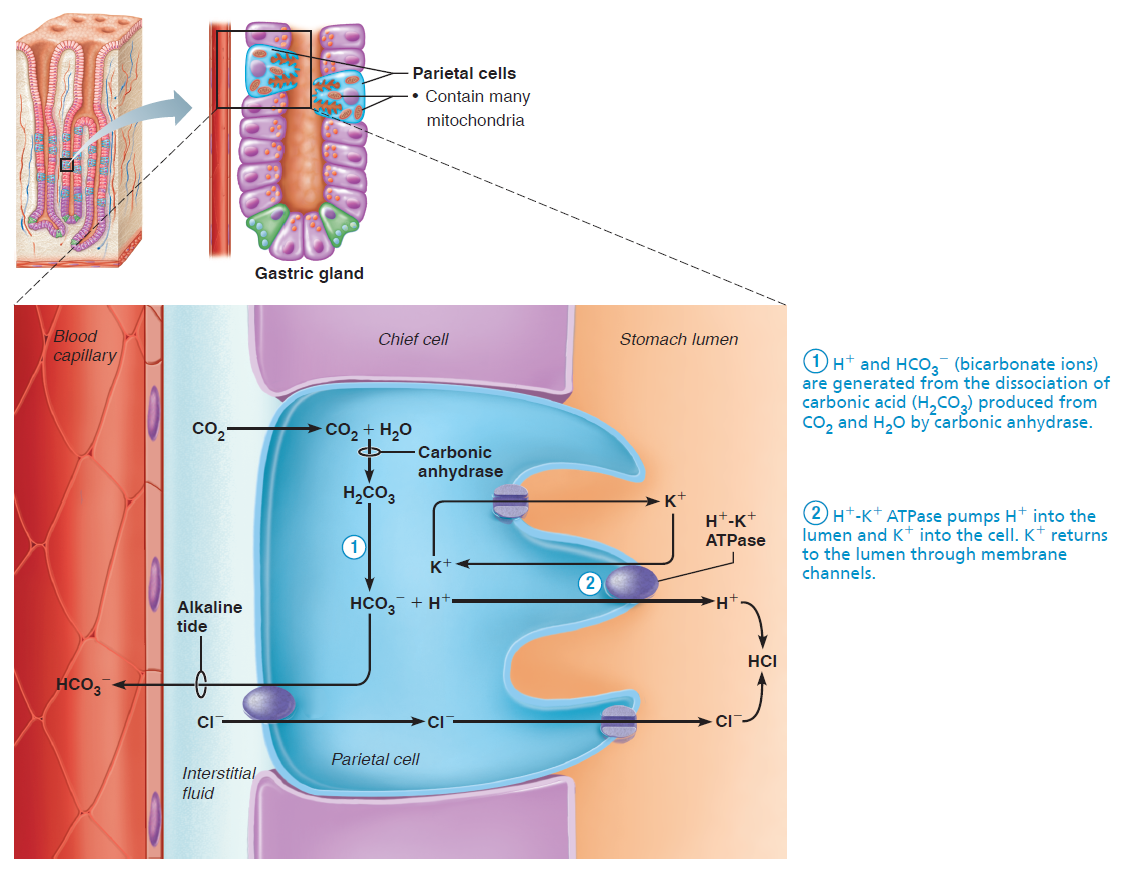 Parietal cells
• Contain many
mitochondria
Gastric gland
Blood
capillary
Chief cell
Stomach lumen
CO₂
CO₂ + H₂O
Carbonic
anhydrase
H₂CO₃
K⁺
H⁺-K⁺
ATPase
1
K⁺
2
HCO₃⁻ + H⁺
H⁺
Alkaline
tide
HCl
HCO₃⁻
Cl⁻
Cl⁻
Cl⁻
Parietal cell
Interstitial
fluid
1 H⁺ and HCO₃⁻ (bicarbonate ions)
are generated from the dissociation of
carbonic acid (H₂CO₃) produced from
CO₂ and H₂O by carbonic anhydrase.
2 H⁺-K⁺ ATPase pumps H⁺ into the
lumen and K⁺ into the cell. K⁺ returns
to the lumen through membrane
channels.